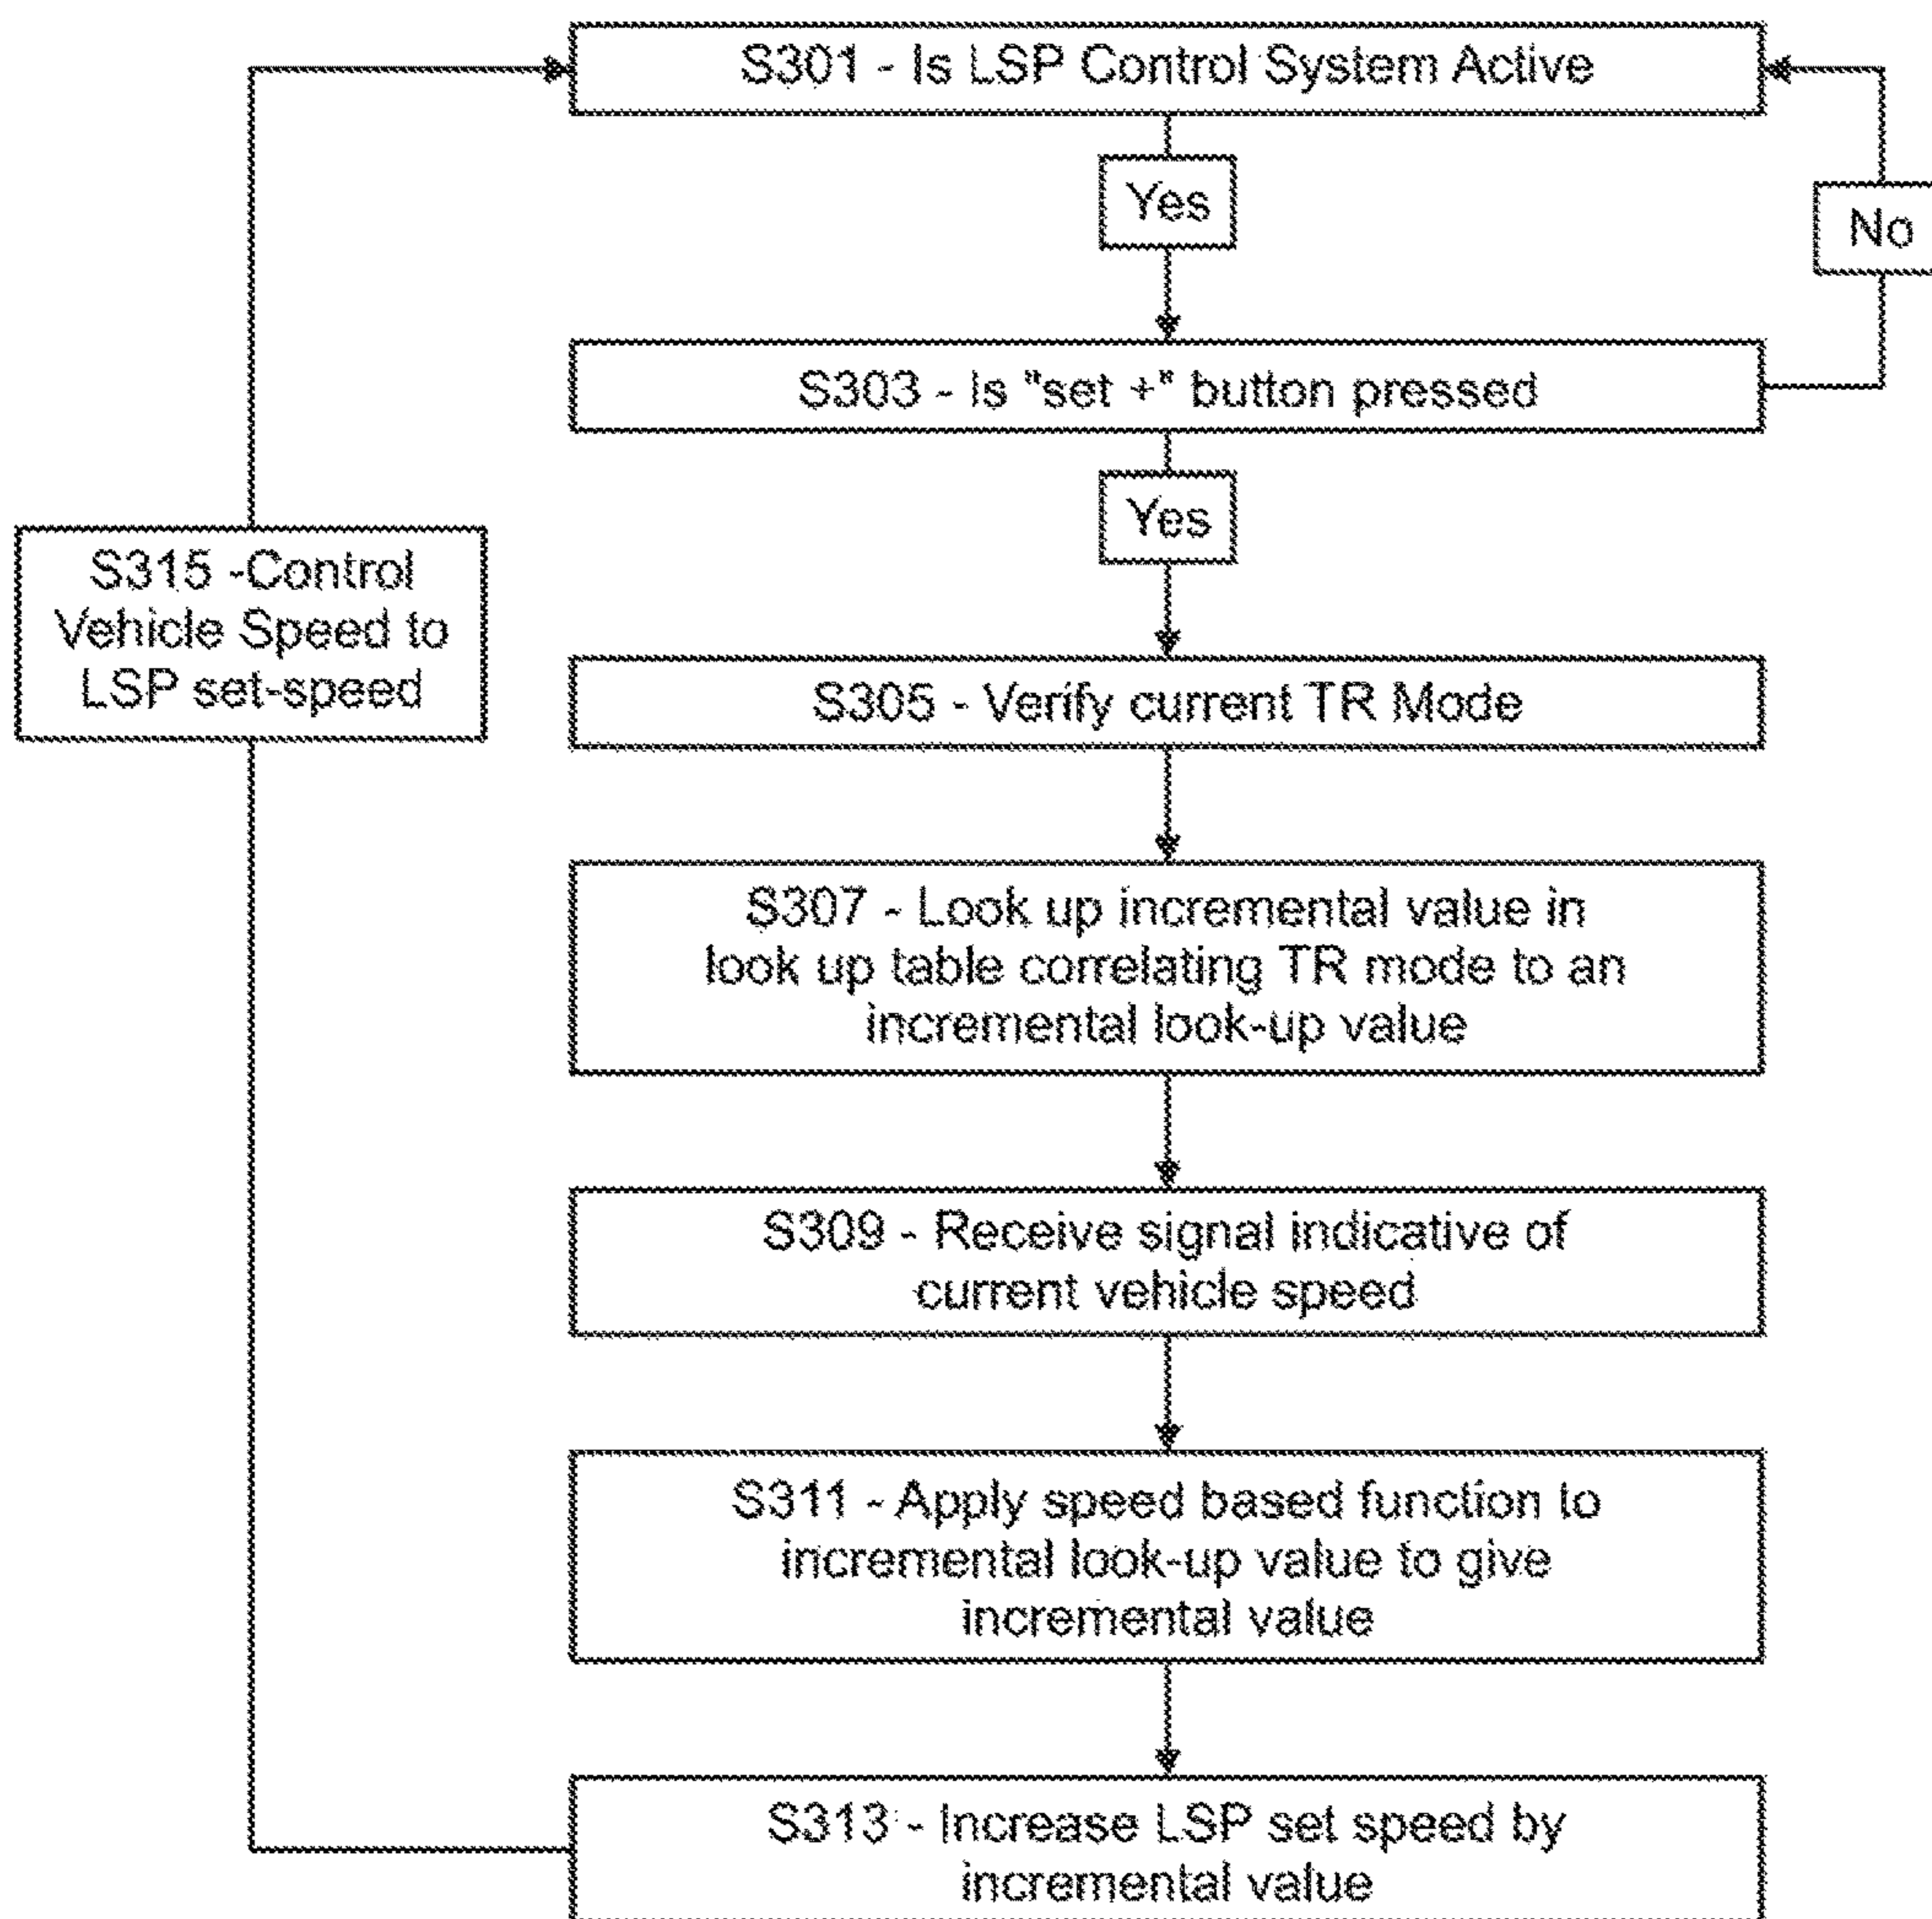 S301 - Is LSP Control System Active
Yes
No
S303 - Is "set +" button pressed
Yes
S315 -Control
Vehicle Speed to
LSP set-speed
S305 - Verify current TR Mode
S307 - Look up incremental value in
look up table correlating TR mode to an
incremental look-up value
S309 - Receive signal indicative of
current vehicle speed
S311 - Apply speed based function to
incremental look-up value to give
incremental value
S313 - Increase LSP set speed by
incremental value